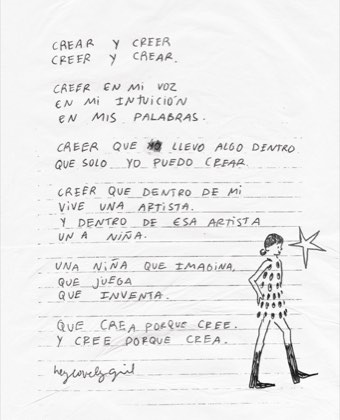 CREAR Y CREER
CREER Y CREAR.
CREER EN MI VOZ
EN MI INTUICIÓN
EN MIS PALABRAS.
CREER QUE LLEVO ALGO DENTRO
QUE SOLO YO PUEDO CREAR.
CREER QUE DENTRO DE MI
VIVE UNA ARTISTA.
Y DENTRO DE ESA ARTISTA
UNA NIÑA.
UNA NIÑA QUE IMAGINA,
QUE JUEGA
QUE INVENTA.
QUE CREA PORQUE CREE.
Y CREE PORQUE CREA.
heylovelygirl